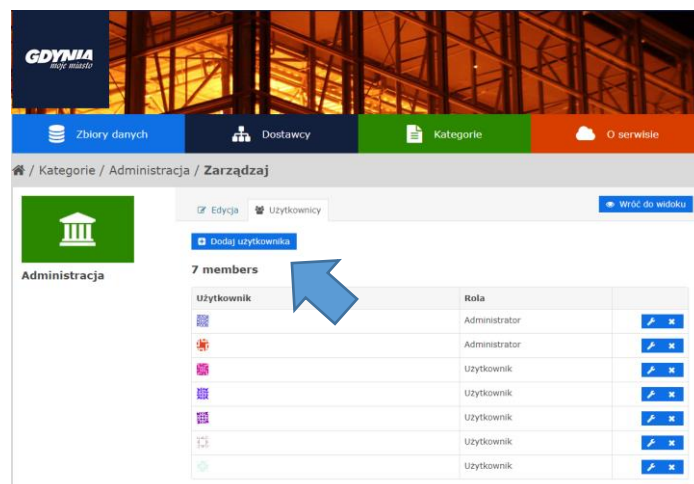 GDYNIA
moje miasto
Zbiory danych
Dostawcy
Kategorie
O serwisie
/ Kategorie / Administracja / Zarządzaj
Edycja
Użytkownicy
Wróć do widoku
Dodaj użytkownika
Administracja
7 members
Użytkownik Rola
Administrator
Administrator
Użytkownik
Użytkownik
Użytkownik
Użytkownik
Użytkownik